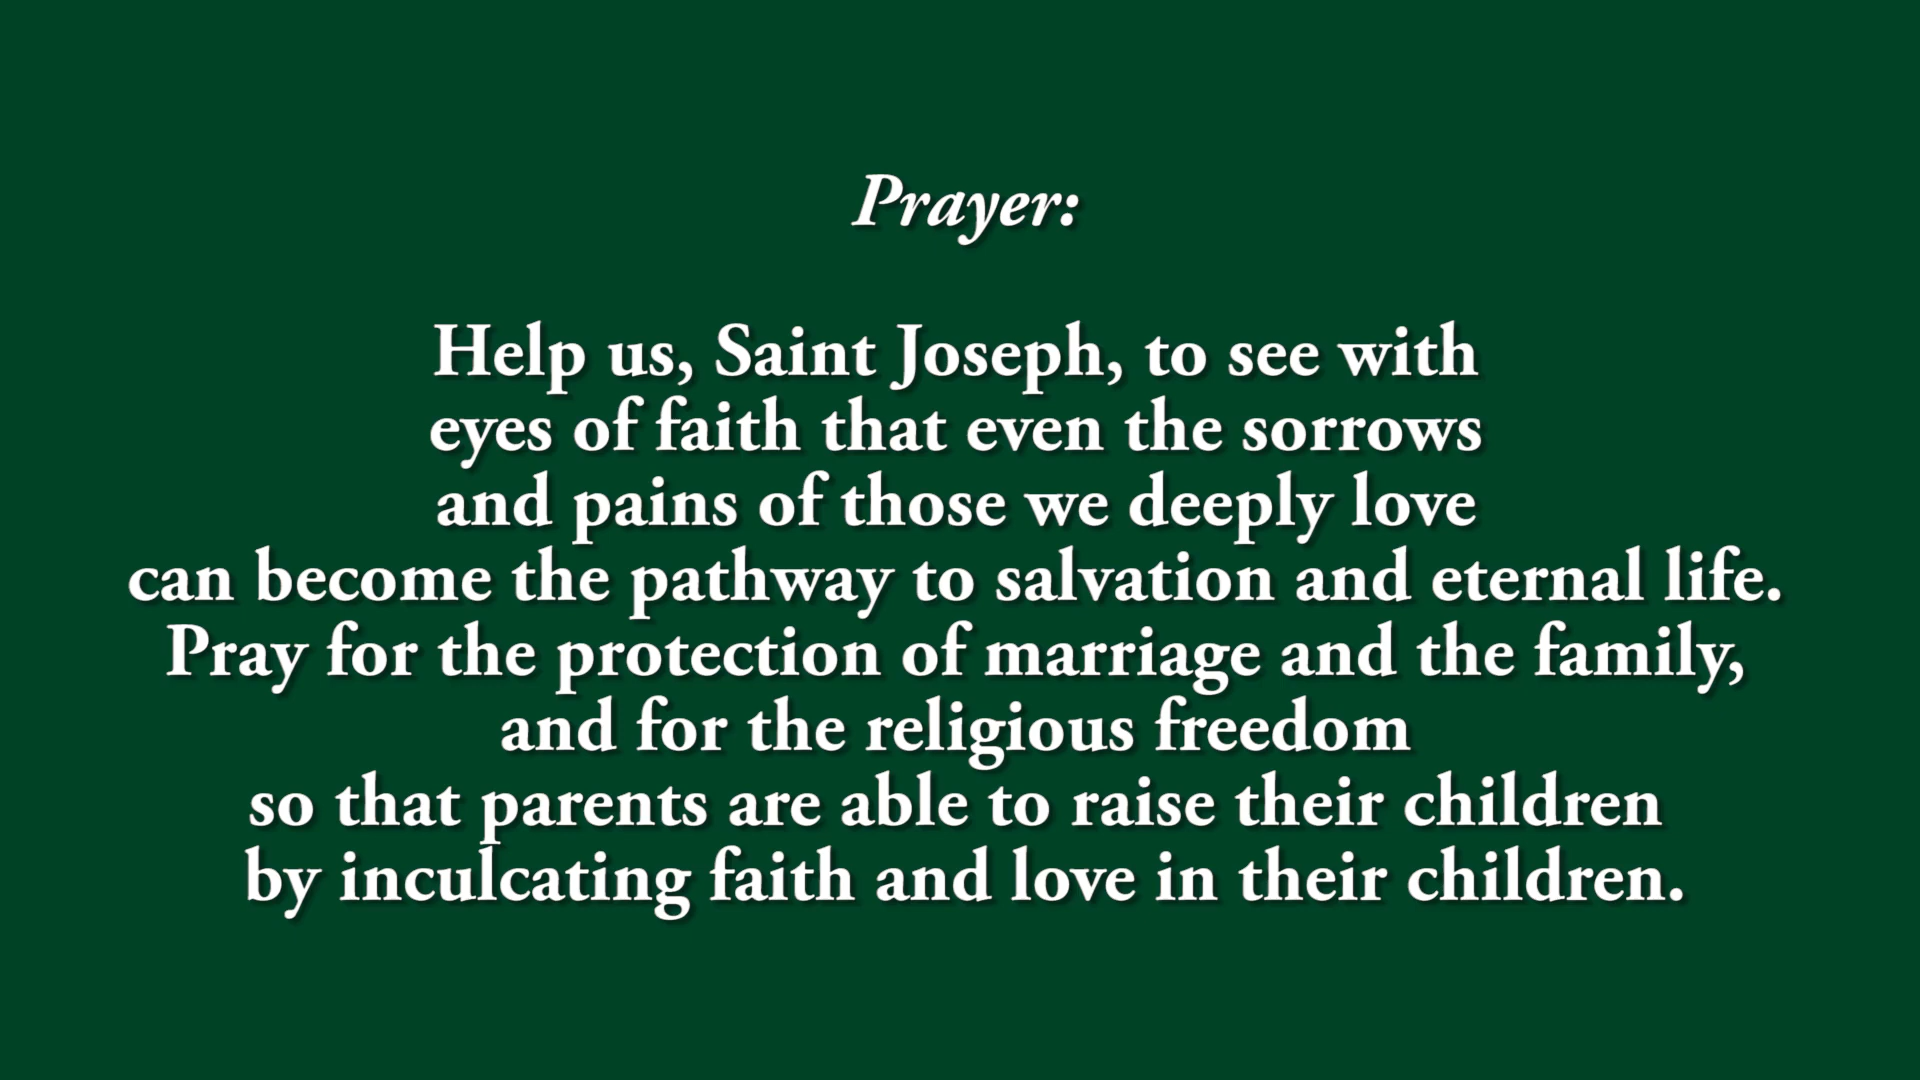 Prayer:
Help us, Saint Joseph, to see with
eyes of faith that even the sorrows
and pains of those we deeply love
can become the pathway to salvation and eternal life.
Pray for the protection of marriage and the family,
and for the religious freedom
so that parents are able to raise their children
by inculcating faith and love in their children.